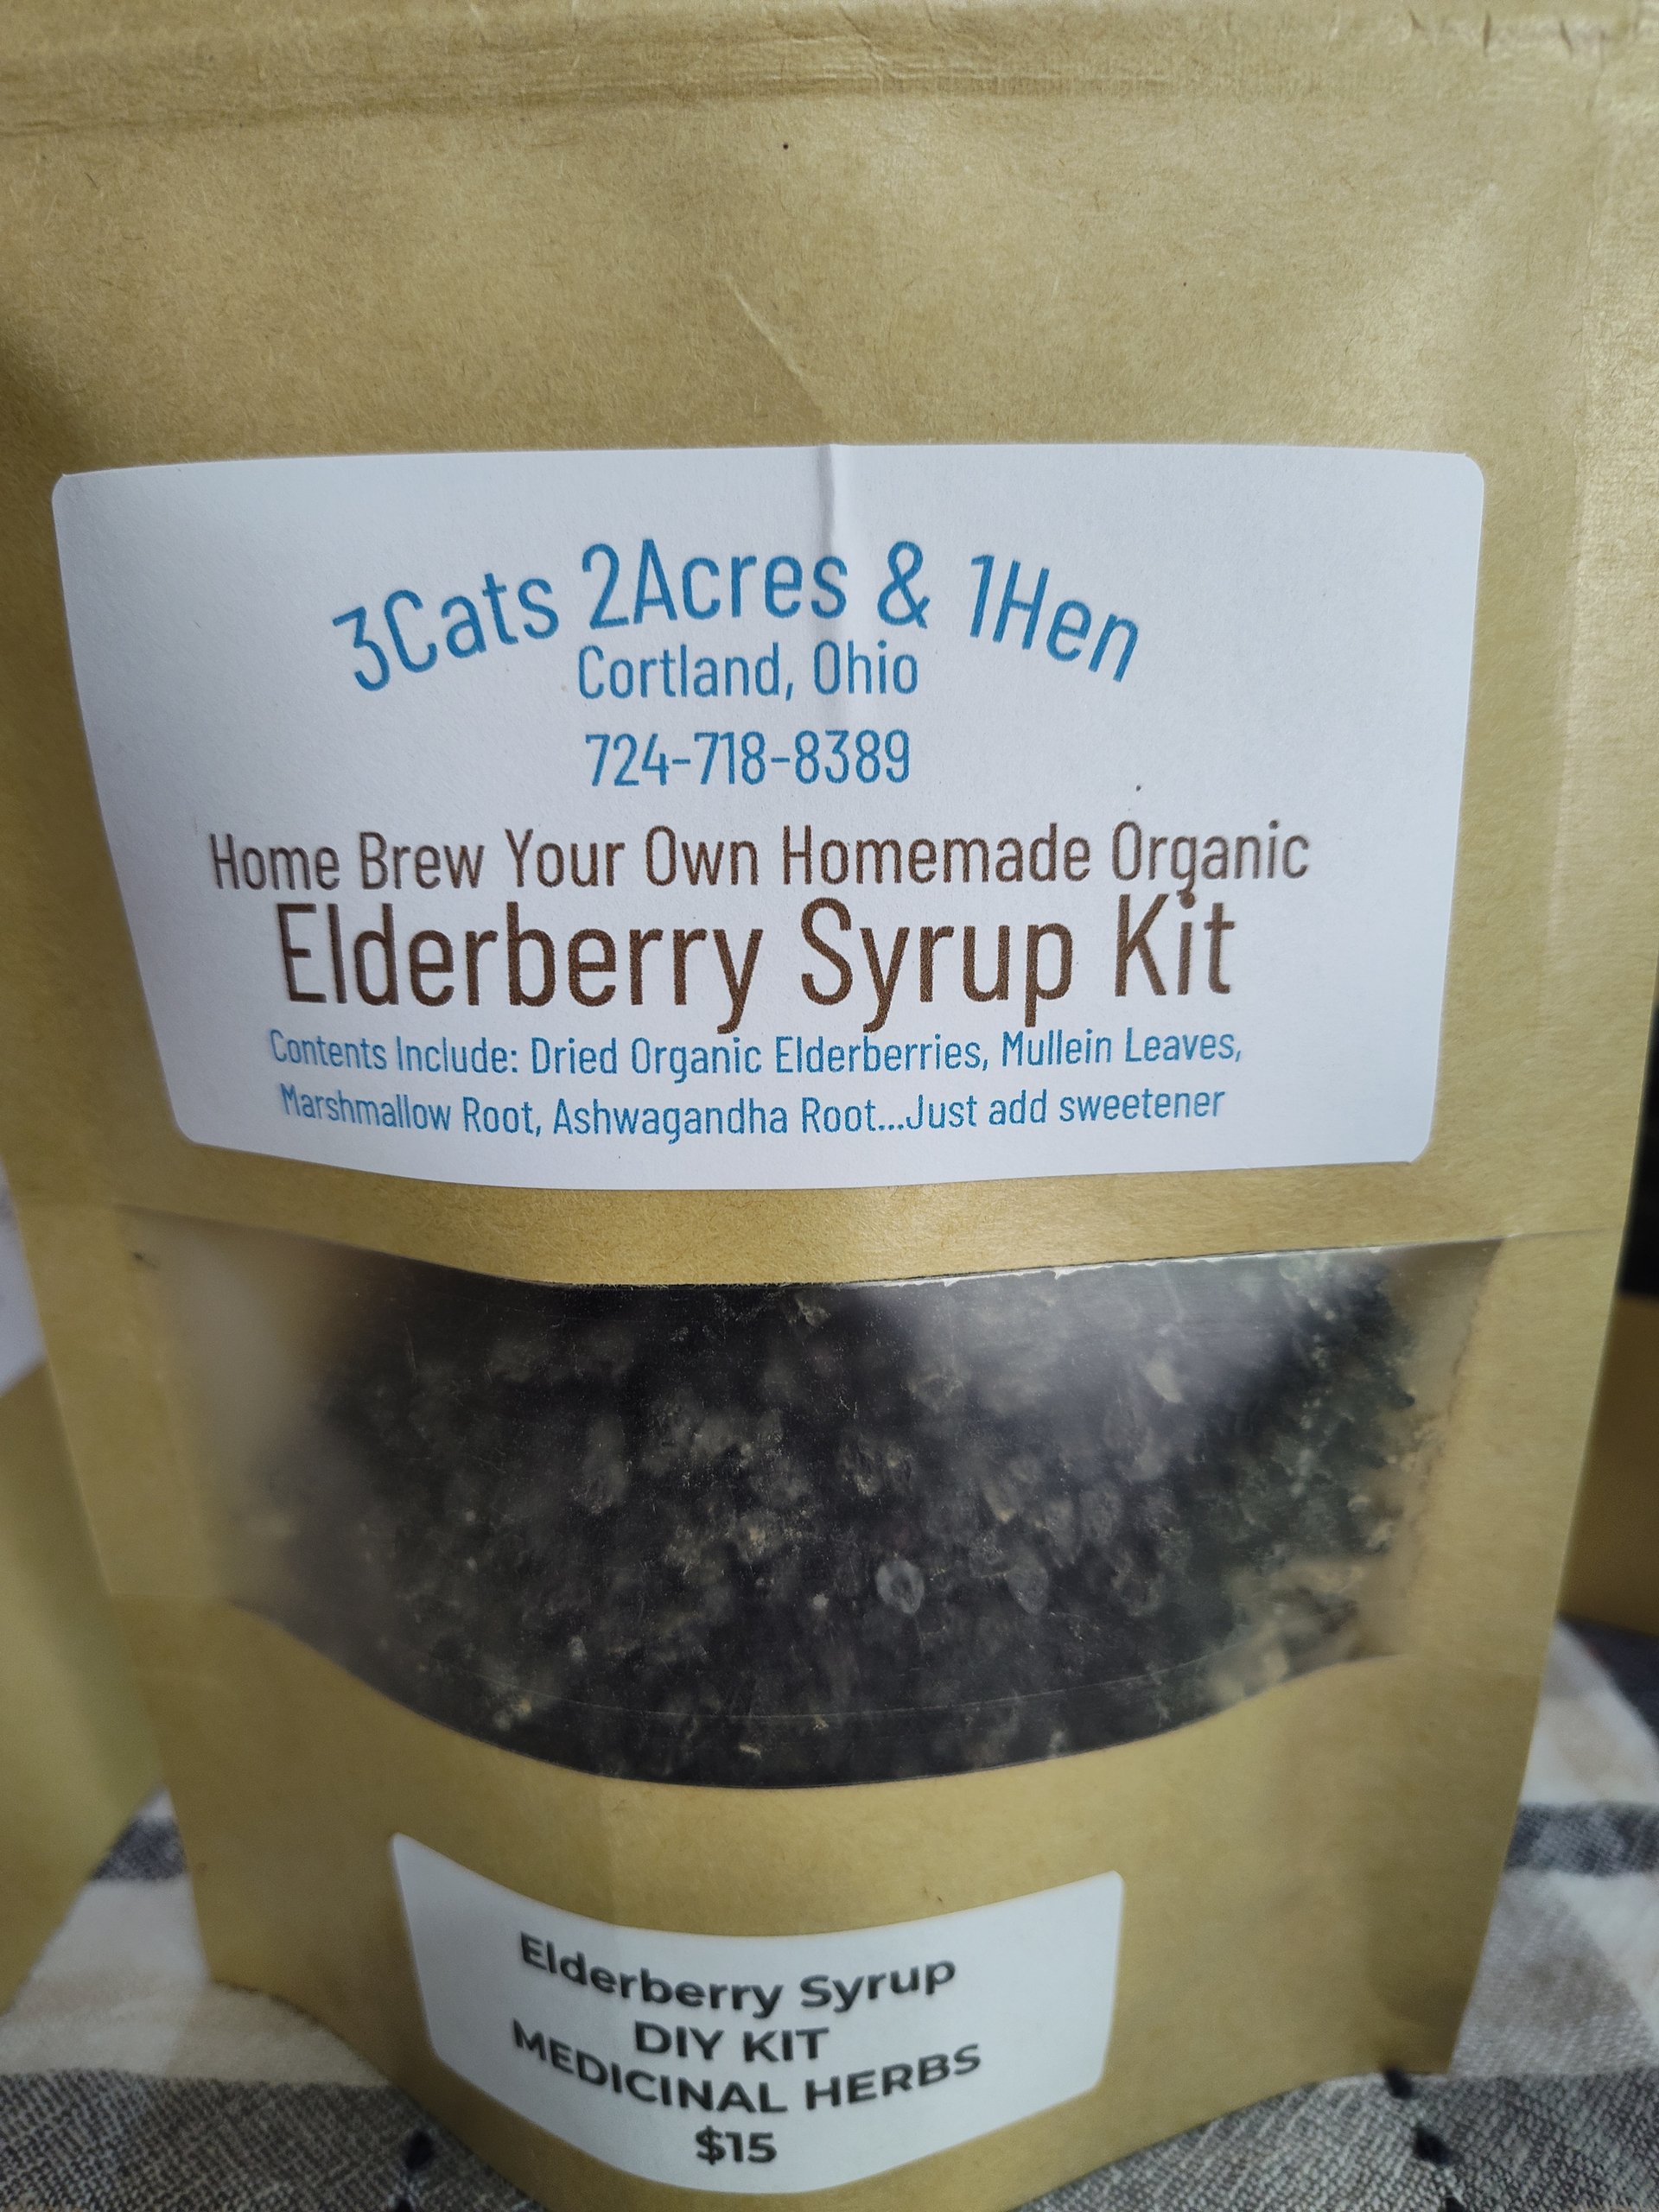 3Cats 2Acres & 1Hen
Cortland, Ohio
724-718-8389
Home Brew Your Own Homemade Organic
Elderberry Syrup Kit
Contents Include: Dried Organic Elderberries, Mullein Leaves,
Marshmallow Root, Ashwagandha Root...Just add sweetener
Elderberry Syrup
DIY KIT
MEDICINAL HERBS
$15